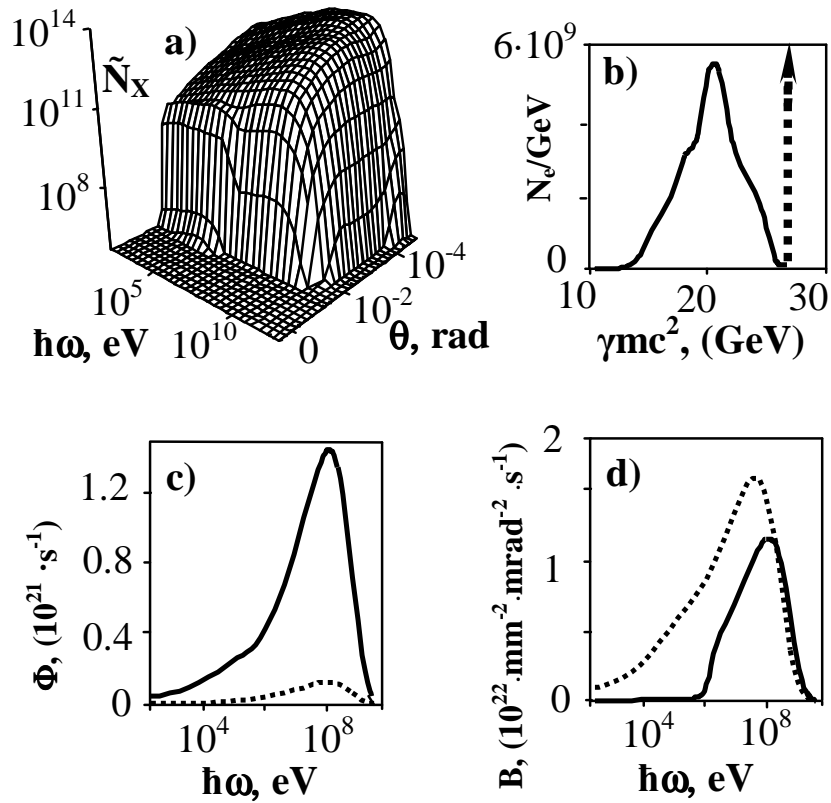 a)
10¹⁴
Ñ_X
10¹¹
10⁸
10⁵
10¹⁰
ħω, eV
0
10⁻²
10⁻⁴
θ, rad
b)
6·10⁹
Nₑ/GeV
0
10 20 30
γmc², (GeV)
c)
1.2
0.8
0.4
0
Φ, (10²¹ ·s⁻¹)
10⁴ 10⁸
ħω, eV
d)
2
1
0
B, (10²² ·mm⁻² ·mrad⁻² ·s⁻¹)
10⁴ 10⁸
ħω, eV